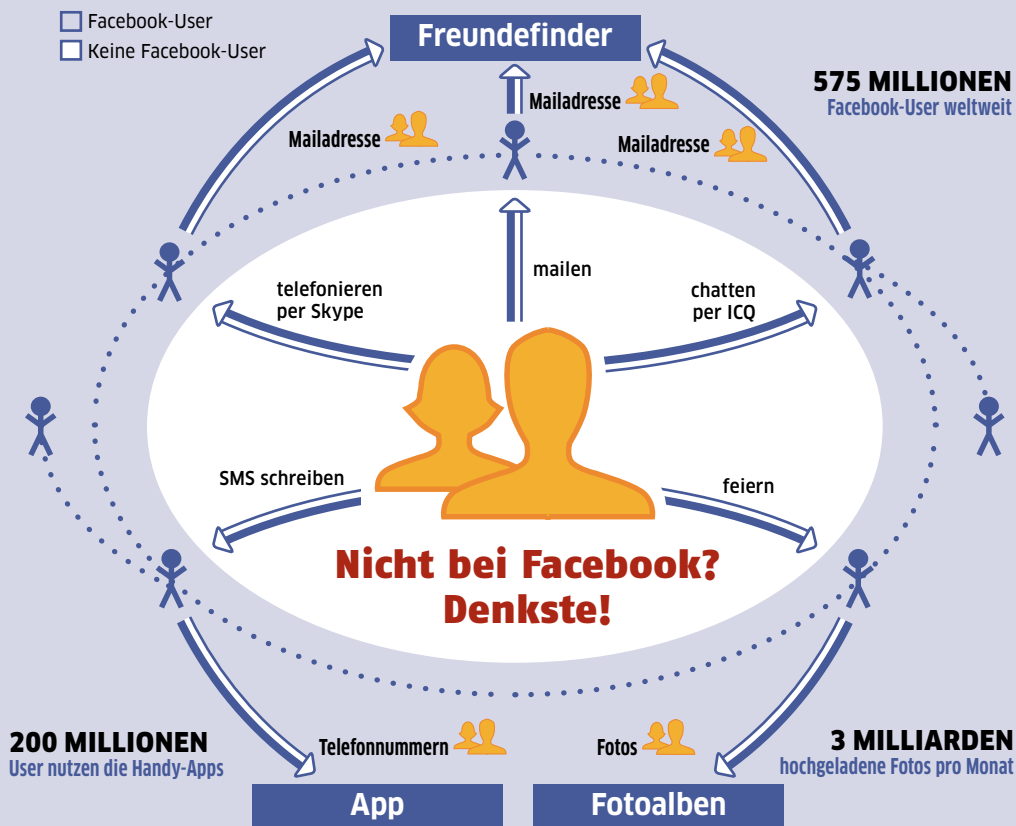 Facebook-User
Keine Facebook-User
Freundefinder
575 MILLIONEN
Facebook-User weltweit
Mailadresse
Mailadresse
Mailadresse
mailen
telefonieren
per Skype
chatten
per ICQ
SMS schreiben
feiern
Nicht bei Facebook?
Denkste!
200 MILLIONEN
User nutzen die Handy-Apps
Telefonnummern
Fotos
3 MILLIARDEN
hochgeladene Fotos pro Monat
App
Fotoalben